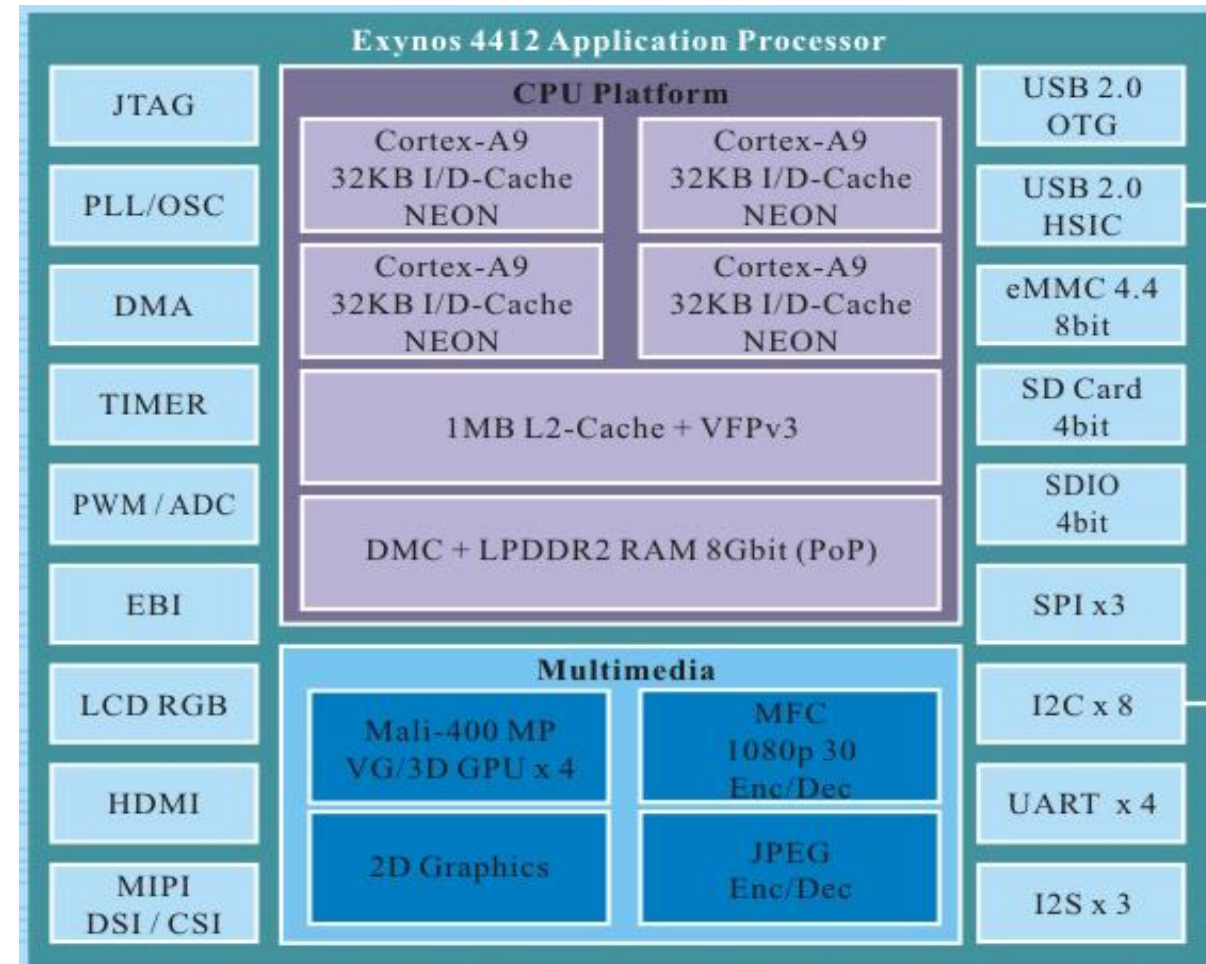 Exynos 4412 Application Processor
JTAG
PLL/OSC
DMA
TIMER
PWM / ADC
EBI
LCD RGB
HDMI
MIPI
DSI / CSI
CPU Platform
Cortex-A9
32KB I/D-Cache
NEON
Cortex-A9
32KB I/D-Cache
NEON
Cortex-A9
32KB I/D-Cache
NEON
Cortex-A9
32KB I/D-Cache
NEON
1MB L2-Cache + VFPv3
DMC + LPDDR2 RAM 8Gbit (PoP)
Multimedia
Mali-400 MP
VG/3D GPU x 4
MFC
1080p 30
Enc/Dec
2D Graphics
JPEG
Enc/Dec
USB 2.0
OTG
USB 2.0
HSIC
eMMC 4.4
8bit
SD Card
4bit
SDIO
4bit
SPI x3
I2C x 8
UART x 4
I2S x 3